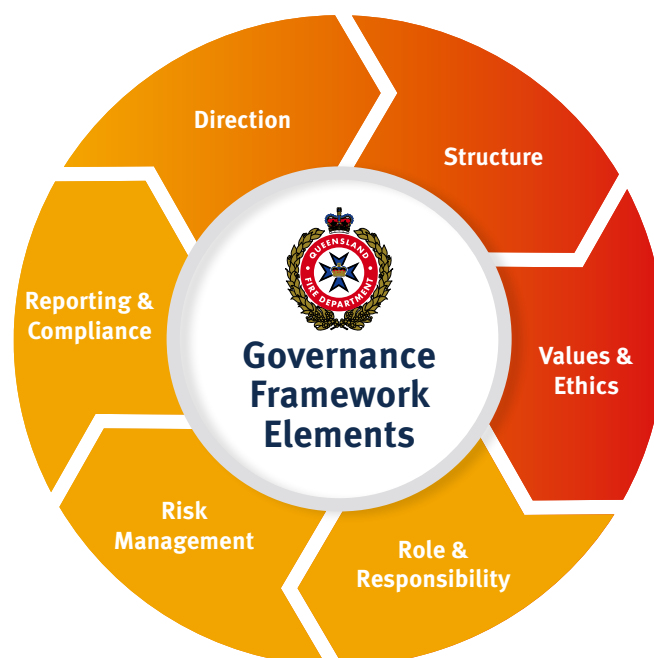 Direction
Structure
Values &
Ethics
Role &
Responsibility
Risk
Management
Reporting &
Compliance
QUEENSLAND
FIRE DEPARTMENT
Governance
Framework
Elements